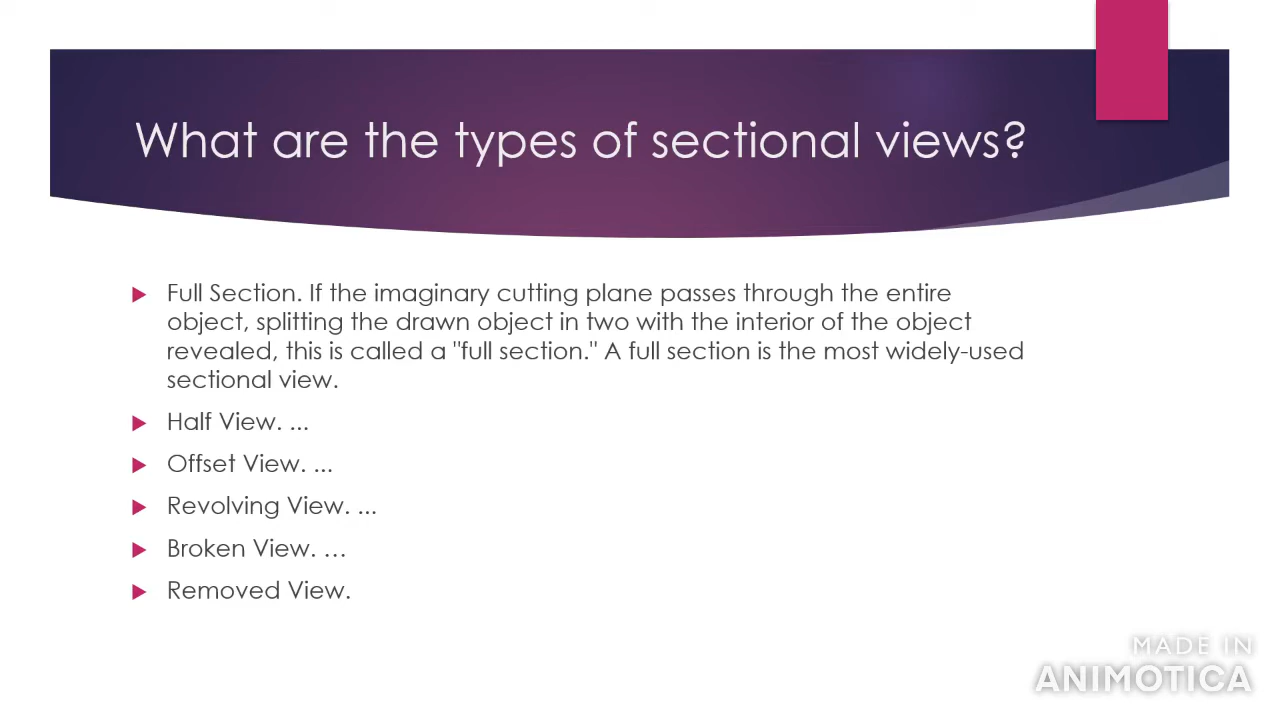 What are the types of sectional views?
Full Section. If the imaginary cutting plane passes through the entire
object, splitting the drawn object in two with the interior of the object
revealed, this is called a "full section." A full section is the most widely-used
sectional view.
Half View. ...
Offset View. ...
Revolving View. ...
Broken View. …
Removed View.
MADE IN
ANIMOTICA